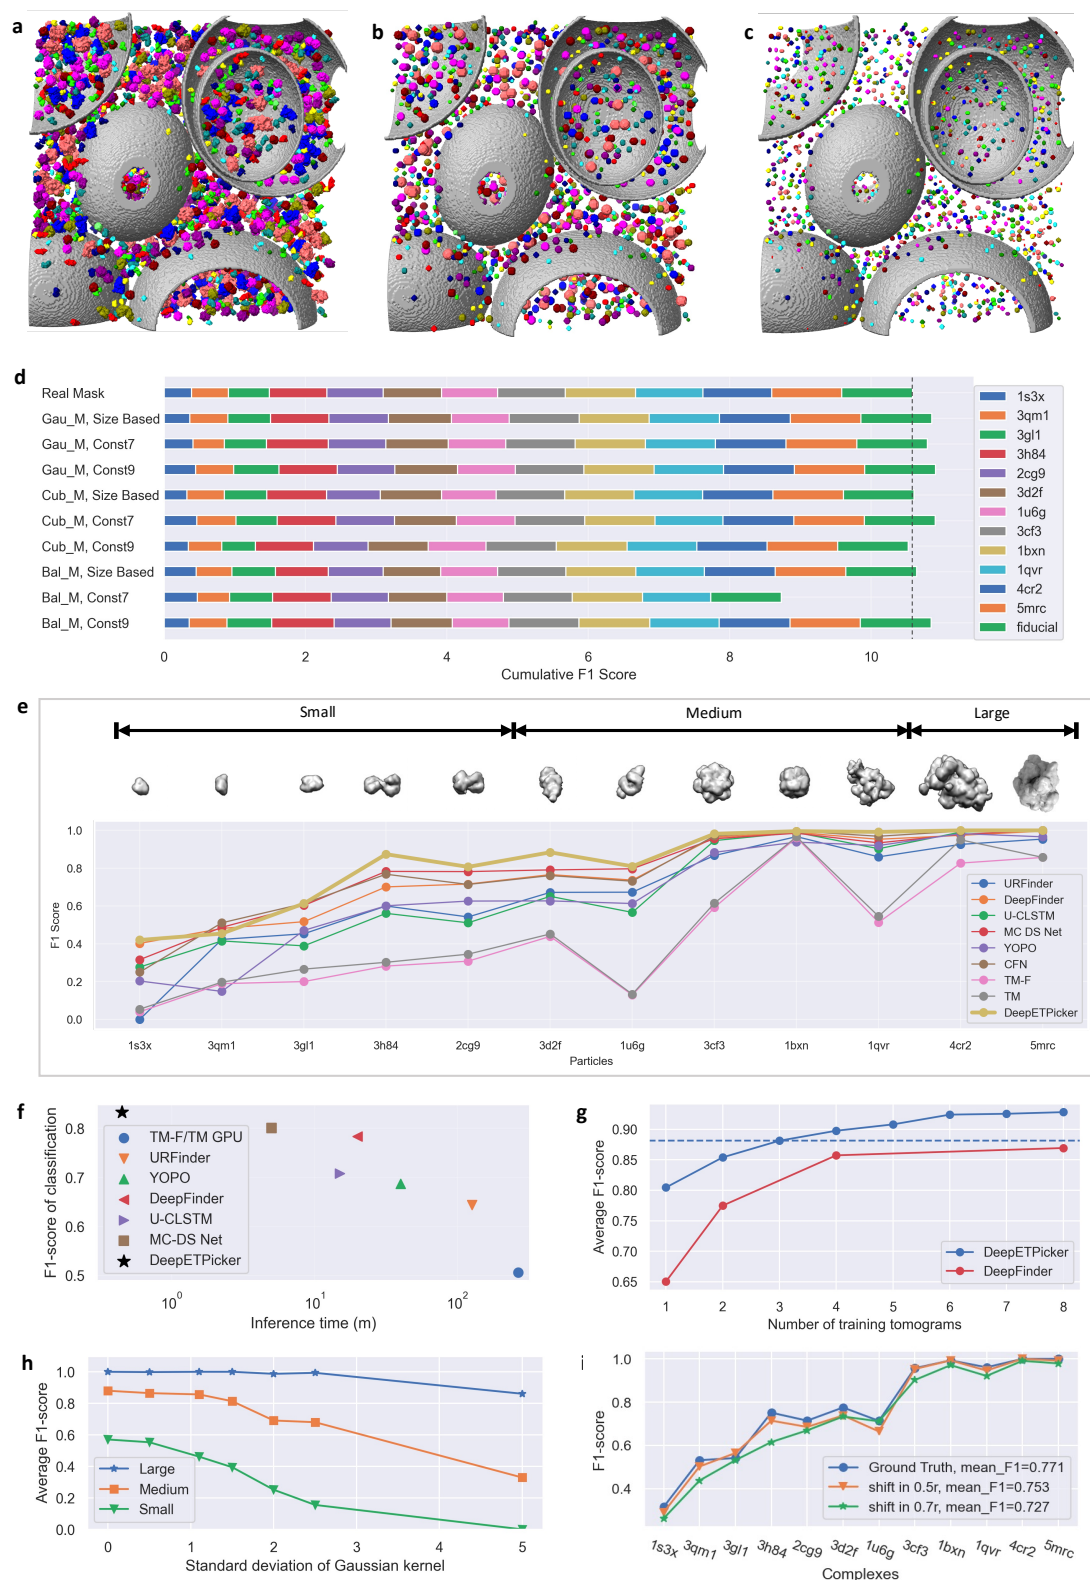 a
b
c
d
Real Mask
Gau_M, Size Based
Gau_M, Const7
Gau_M, Const9
Cub_M, Size Based
Cub_M, Const7
Cub_M, Const9
Bal_M, Size Based
Bal_M, Const7
Bal_M, Const9
0 2 4 6 8 10
Cumulative F1 Score
1s3x
3qm1
3gl1
3h84
2cg9
3d2f
1u6g
3cf3
1bxn
1qvr
4cr2
5mrc
fiducial
e
Small Medium Large
1.0
0.8
0.6
0.4
0.2
0.0
F1 Score
URFinder
DeepFinder
U-CLSTM
MC DS Net
YOPO
CFN
TM-F
TM
DeepETPicker
1s3x 3qm1 3gl1 3h84 2cg9 3d2f 1u6g 3cf3 1bxn 1qvr 4cr2 5mrc
Particles
f
F1-score of classification
0.8
0.7
0.6
0.5
TM-F/TM GPU
URFinder
YOPO
DeepFinder
U-CLSTM
MC-DS Net
DeepETPicker
10⁰ 10¹ 10²
Inference time (m)
g
Average F1-score
0.90
0.85
0.80
0.75
0.70
0.65
DeepETPicker
DeepFinder
1 2 3 4 5 6 7 8
Number of training tomograms
h
Average F1-score
1.0
0.8
0.6
0.4
0.2
0.0
Large
Medium
Small
0 1 2 3 4 5
Standard deviation of Gaussian kernel
i
F1-score
1.0
0.8
0.6
0.4
Ground Truth, mean_F1=0.771
shift in 0.5r, mean_F1=0.753
shift in 0.7r, mean_F1=0.727
1s3x 3qm1 3gl1 3h84 2cg9 3d2f 1u6g 3cf3 1bxn 1qvr 4cr2 5mrc
Complexes